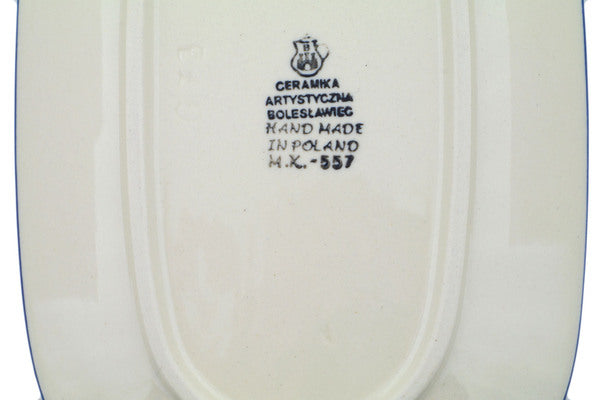 CERAMIKA
ARTYSTYCZNA
BOLESŁAWIEC
HAND MADE
IN POLAND
M.K.-557